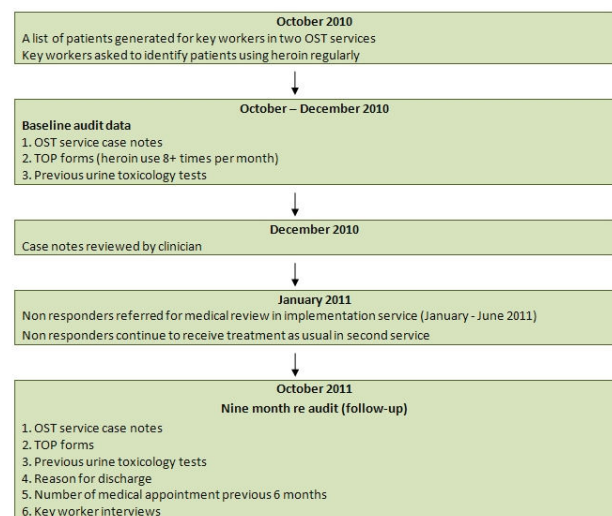 October 2010
A list of patients generated for key workers in two OST services
Key workers asked to identify patients using heroin regularly
October – December 2010
Baseline audit data
1. OST service case notes
2. TOP forms (heroin use 8+ times per month)
3. Previous urine toxicology tests
December 2010
Case notes reviewed by clinician
January 2011
Non responders referred for medical review in implementation service (January - June 2011)
Non responders continue to receive treatment as usual in second service
October 2011
Nine month re audit (follow-up)
1. OST service case notes
2. TOP forms
3. Previous urine toxicology tests
4. Reason for discharge
5. Number of medical appointment previous 6 months
6. Key worker interviews